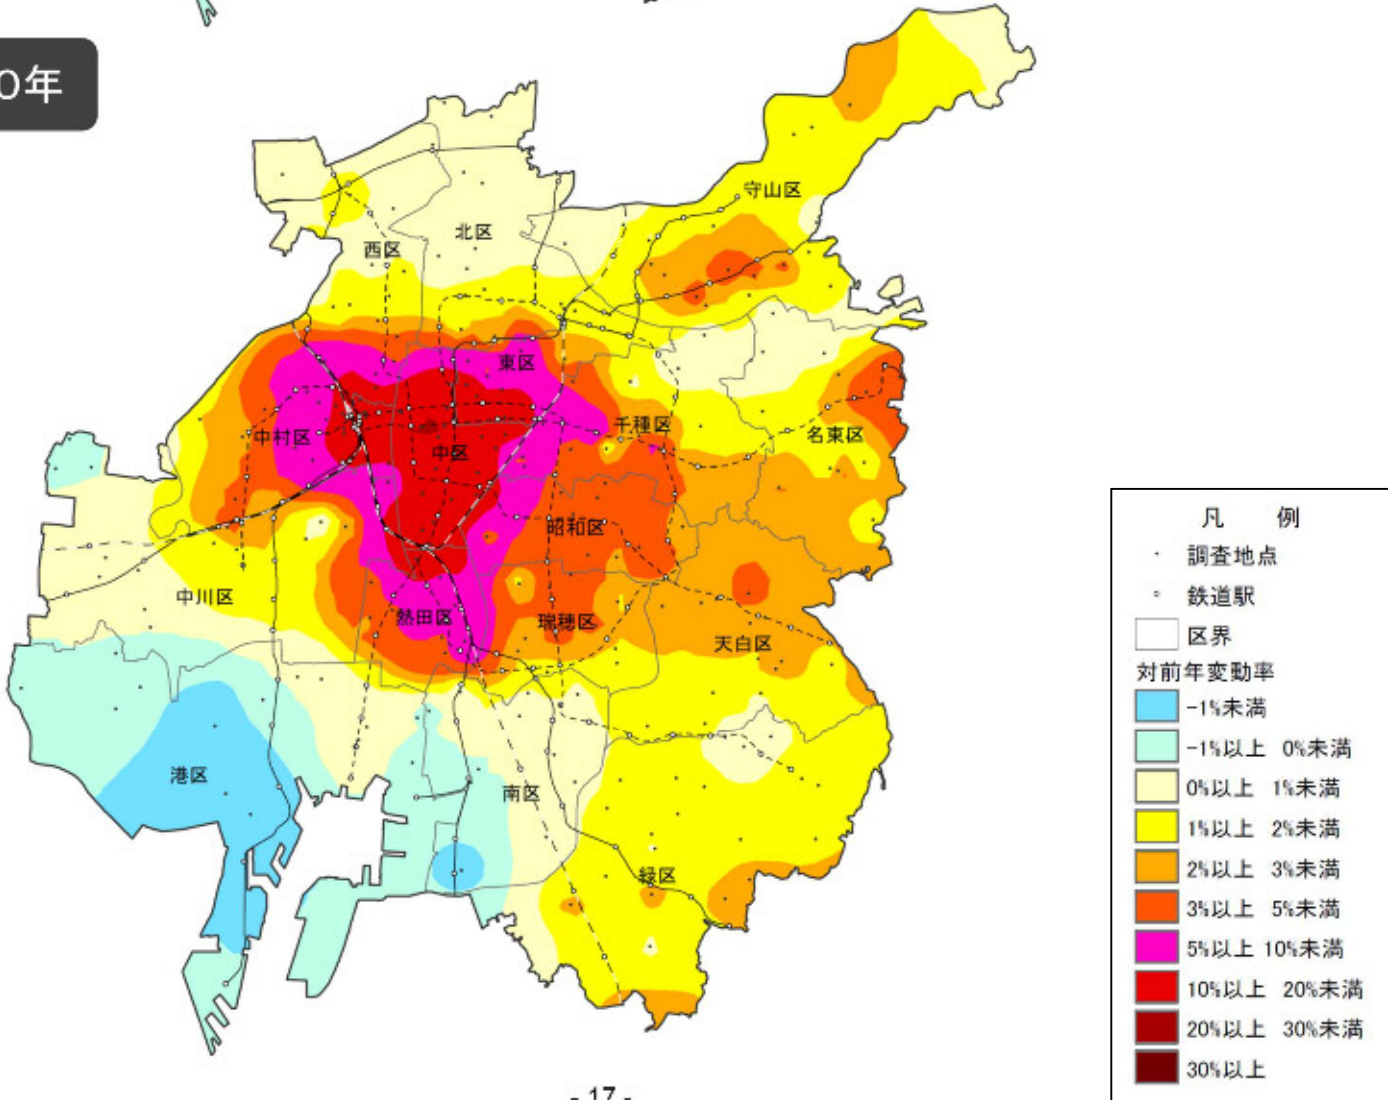 0年
守山区
北区
西区
東区
千種区
名東区
中村区
中区
昭和区
中川区
熱田区
瑞穂区
天白区
港区
南区
緑区
凡 例
調査地点
鉄道駅
区界
対前年変動率
-1%未満
-1%以上 0%未満
0%以上 1%未満
1%以上 2%未満
2%以上 3%未満
3%以上 5%未満
5%以上 10%未満
10%以上 20%未満
20%以上 30%未満
30%以上
- 17 -